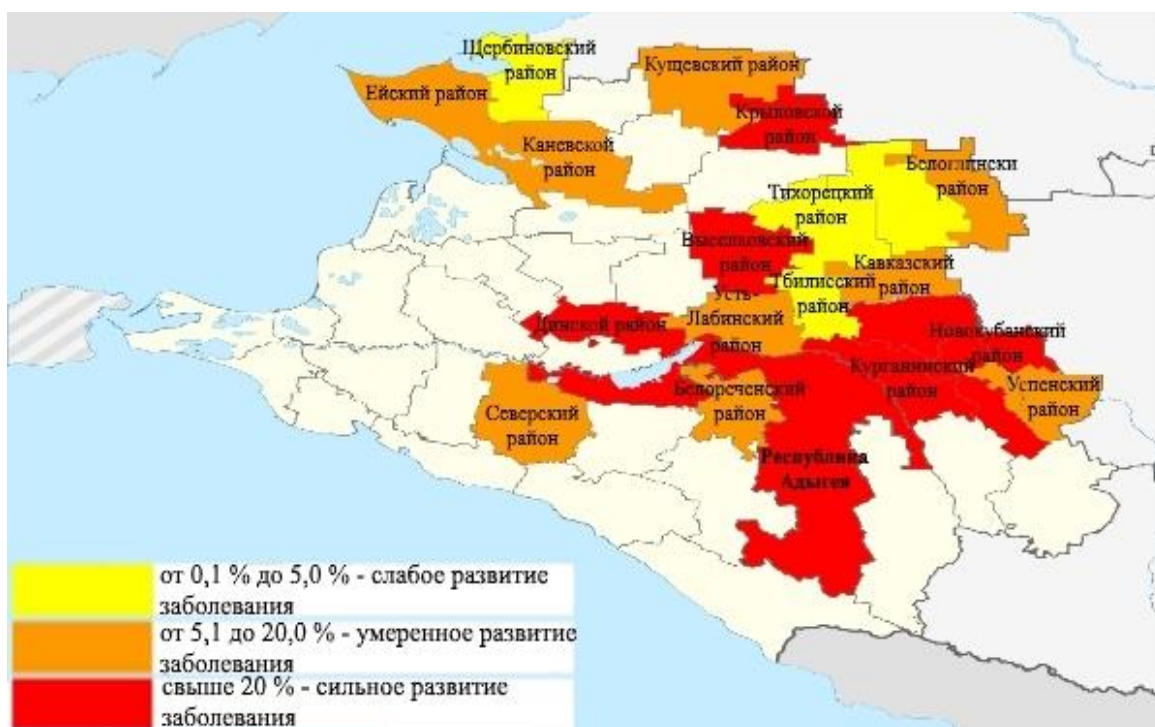 Щербиновский
район
Ейский район
Кущевский район
Крыловской
район
Каневской
район
Белоглински
район
Тихорецкий
район
Выселковский
район
Кавказский
район
Тбилисский
район
Усть-
Лабинский
район
Динской район
Новокубанский
район
Курганинский
район
Успенский
район
Белореченский
район
Северский
район
Республика
Адыгея
от 0,1 % до 5,0 % - слабое развитие
заболевания
от 5,1 до 20,0 % - умеренное развитие
заболевания
свыше 20 % - сильное развитие
заболевания